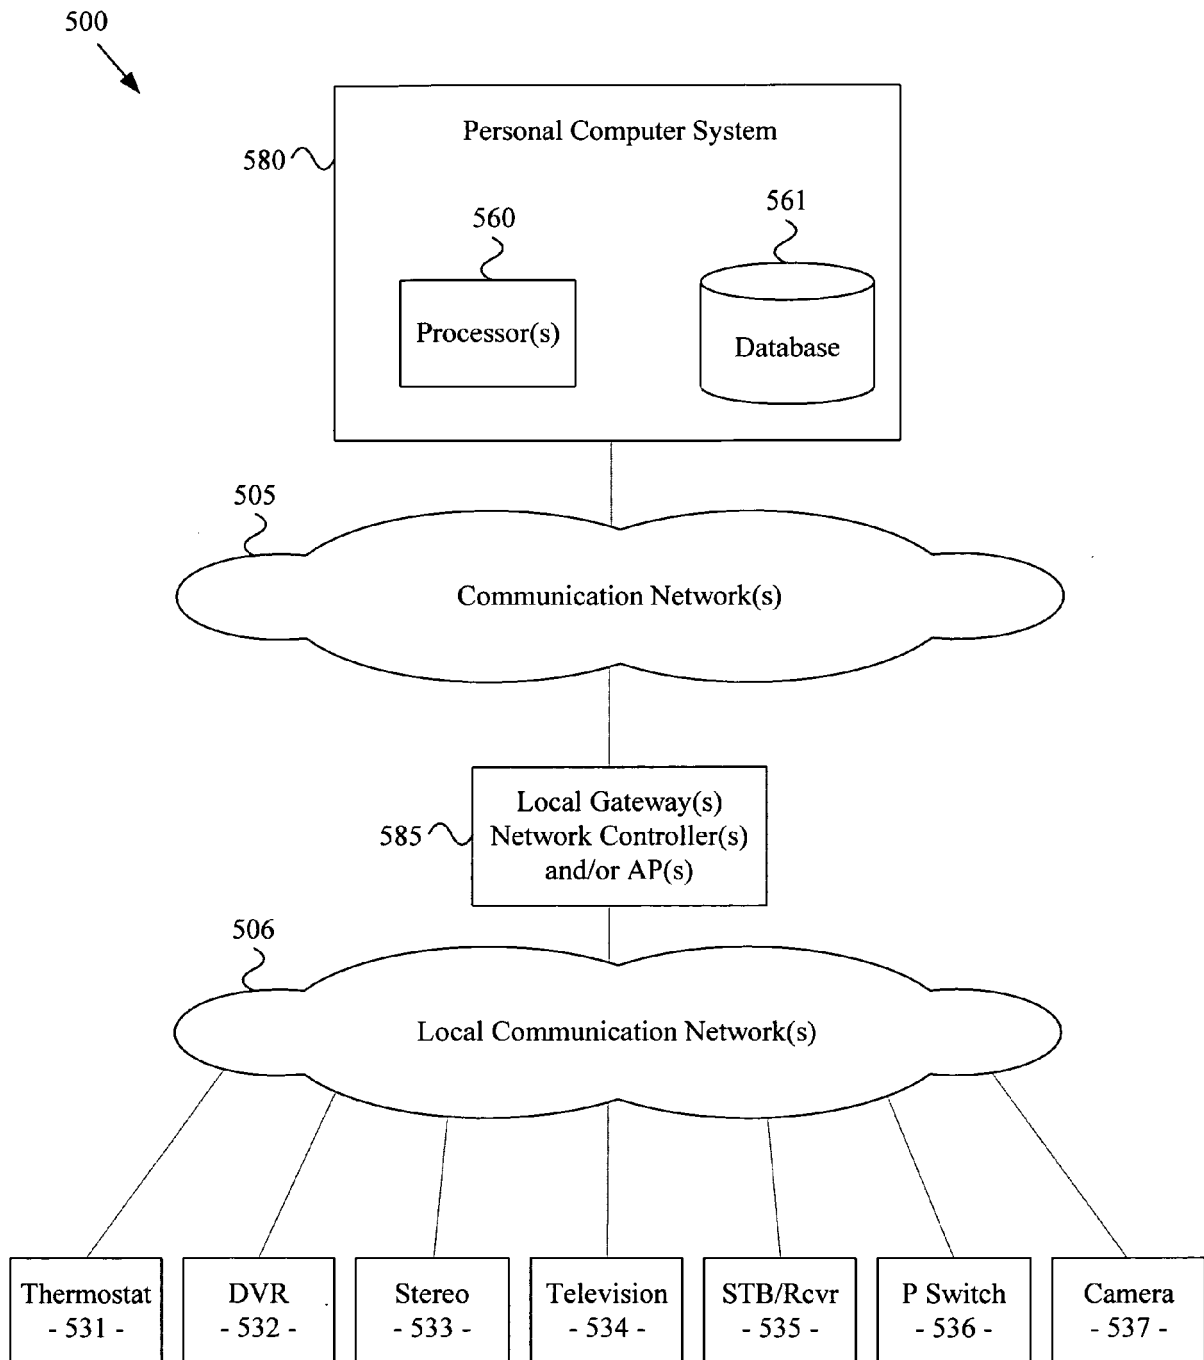 500
Personal Computer System
580
560
561
Processor(s)
Database
505
Communication Network(s)
Local Gateway(s)
585
Network Controller(s)
and/or AP(s)
506
Local Communication Network(s)
Thermostat
- 531 -
DVR
- 532 -
Stereo
- 533 -
Television
- 534 -
STB/Rcvr
- 535 -
P Switch
- 536 -
Camera
- 537 -